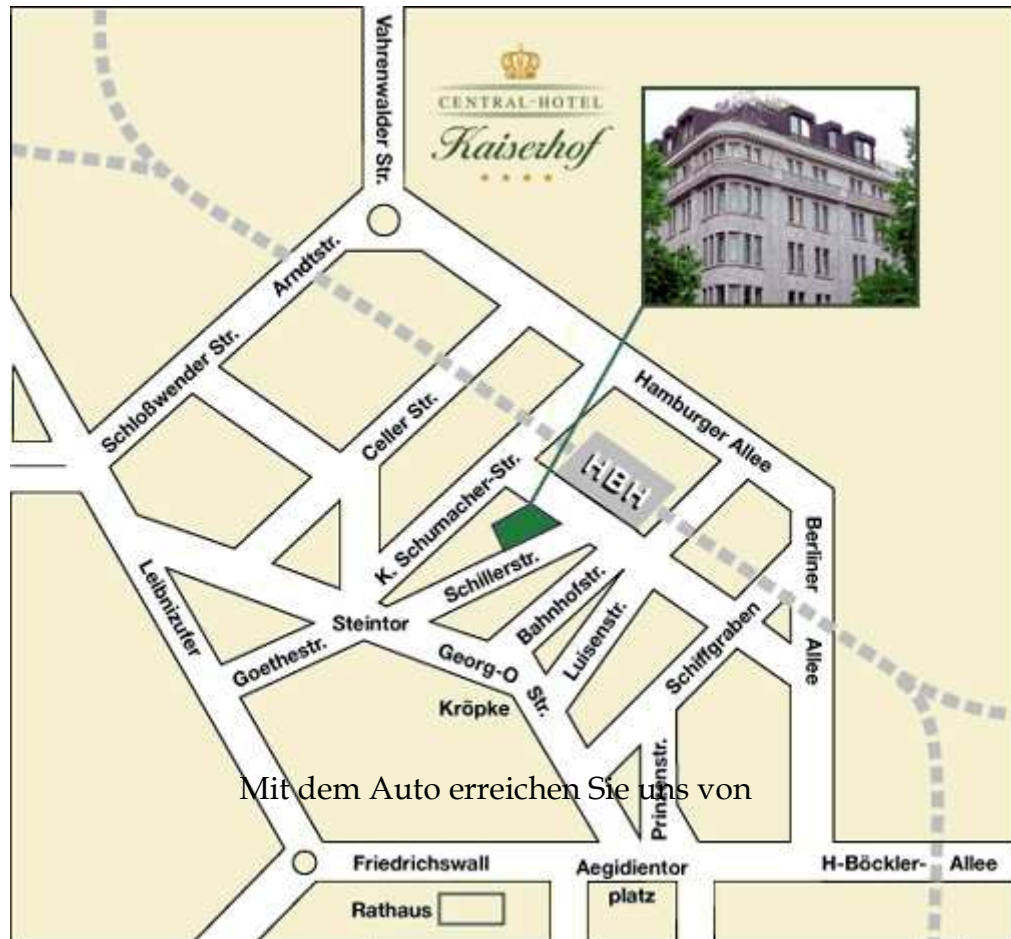 Vahrenwalder Str.
CENTRAL-HOTEL
Kaiserhof
Arndtstr.
Schloßwender Str.
Celler Str.
Hamburger Allee
HBH
K. Schumacher-Str.
Schillerstr.
Berliner
Allee
Leibnizufer
Bahnhofstr.
Luisenstr.
Schiffgraben
Steintor
Goethestr.
Georg-O
Str.
Kröpke
Prinzenstr.
Mit dem Auto erreichen Sie uns von
Friedrichswall
Aegidientor
platz
H-Böckler- Allee
Rathaus